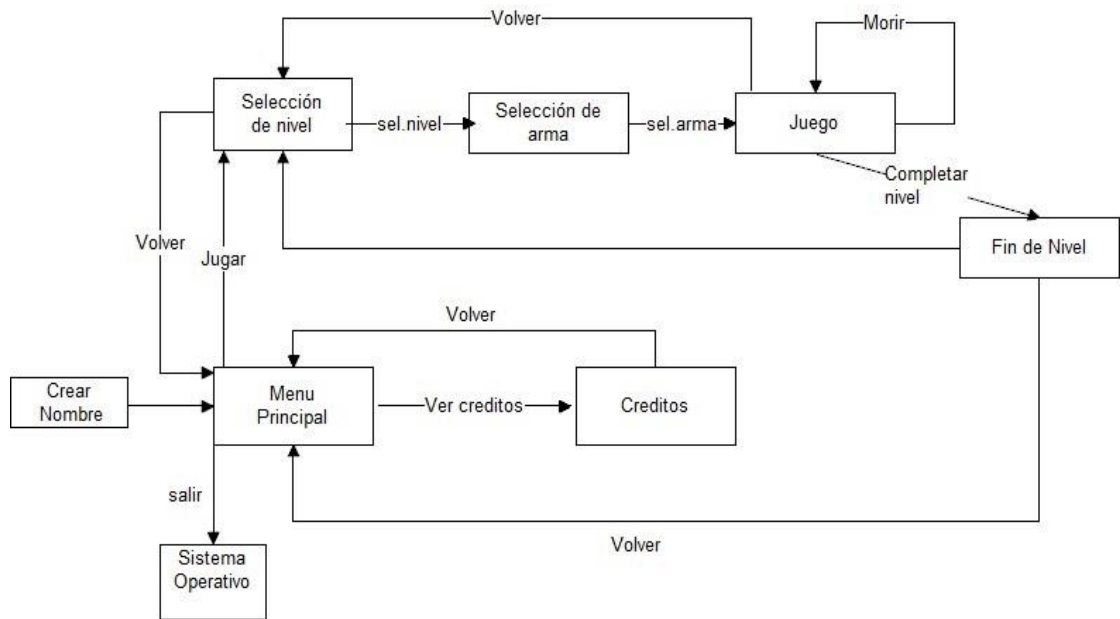 Volver
Morir
Selección
de nivel
sel.nivel
Selección de
arma
sel.arma
Juego
Completar
nivel
Volver
Jugar
Fin de Nivel
Volver
Crear
Nombre
Menu
Principal
Ver creditos
Creditos
salir
Volver
Sistema
Operativo